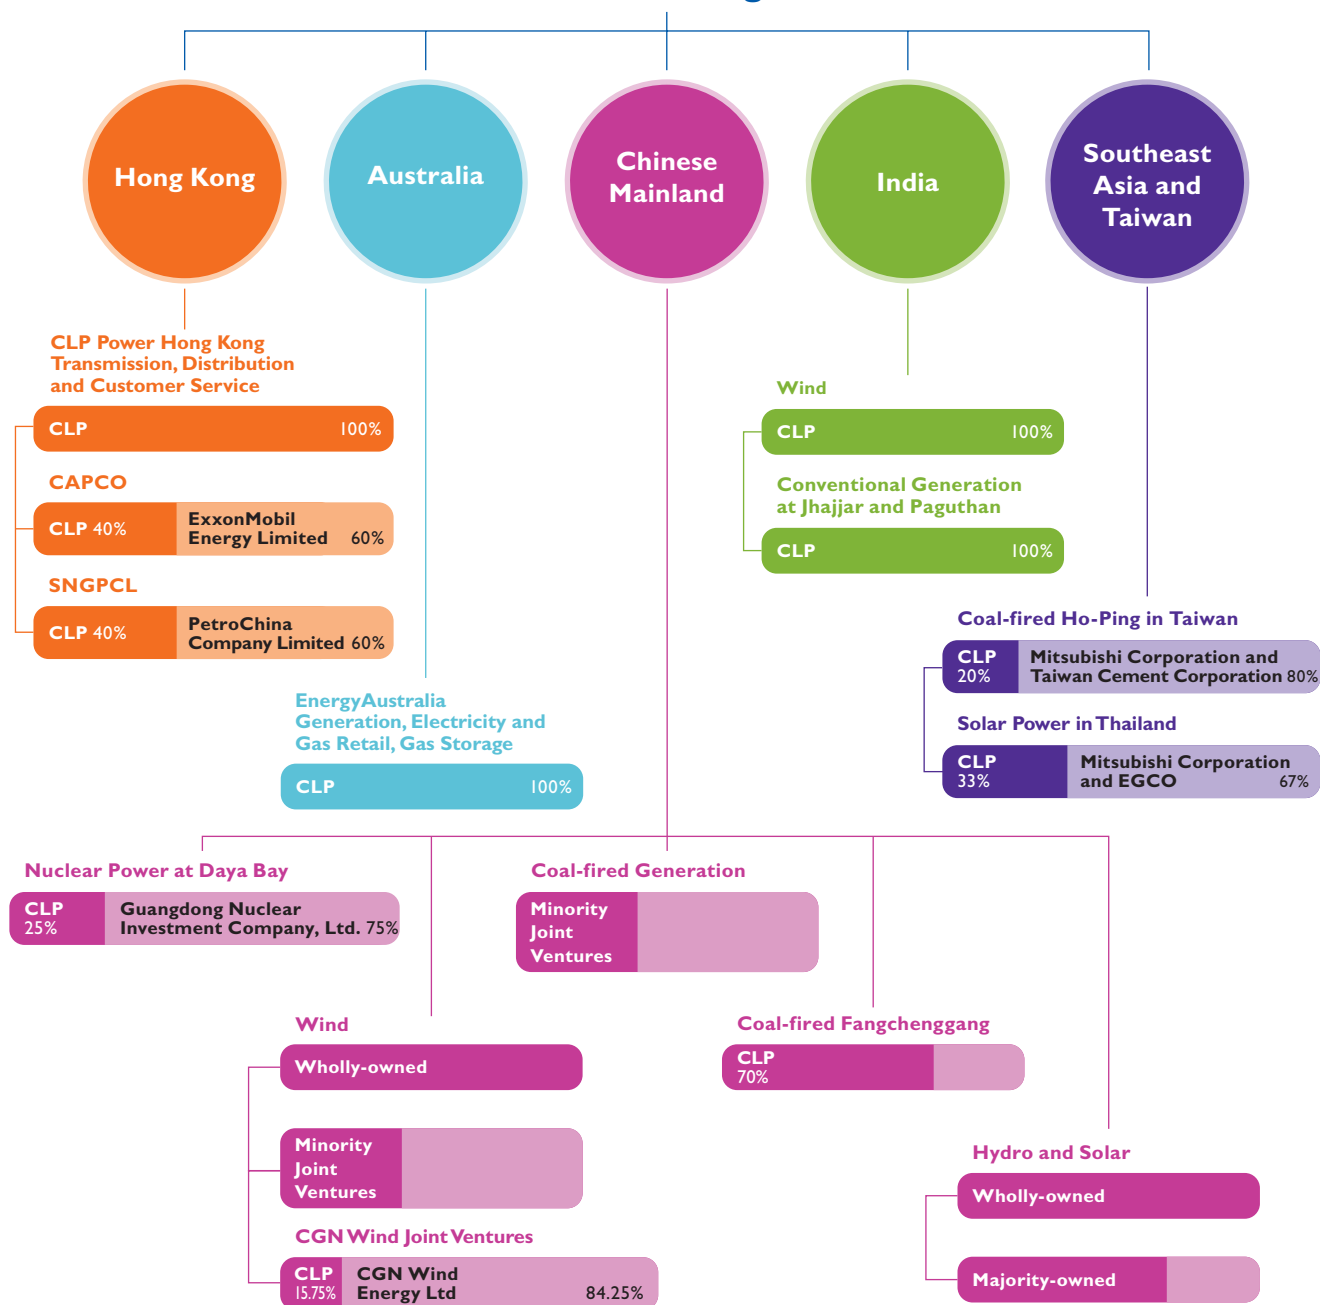 Hong Kong
Australia
Chinese
Mainland
India
Southeast
Asia and
Taiwan
CLP Power Hong Kong
Transmission, Distribution
and Customer Service
CLP 100%
CAPCO
CLP 40% ExxonMobil
Energy Limited 60%
SNGPCL
CLP 40% PetroChina
Company Limited 60%
EnergyAustralia
Generation, Electricity and
Gas Retail, Gas Storage
CLP 100%
Wind
CLP 100%
Conventional Generation
at Jhajjar and Paguthan
CLP 100%
Coal-fired Ho-Ping in Taiwan
CLP
20%
Mitsubishi Corporation and
Taiwan Cement Corporation 80%
Solar Power in Thailand
CLP
33%
Mitsubishi Corporation
and EGCO 67%
Nuclear Power at Daya Bay
CLP
25%
Guangdong Nuclear
Investment Company, Ltd. 75%
Coal-fired Generation
Minority
Joint
Ventures
Wind
Wholly-owned
Minority
Joint
Ventures
CGN Wind Joint Ventures
CLP
15.75%
CGN Wind
Energy Ltd 84.25%
Coal-fired Fangchenggang
CLP
70%
Hydro and Solar
Wholly-owned
Majority-owned